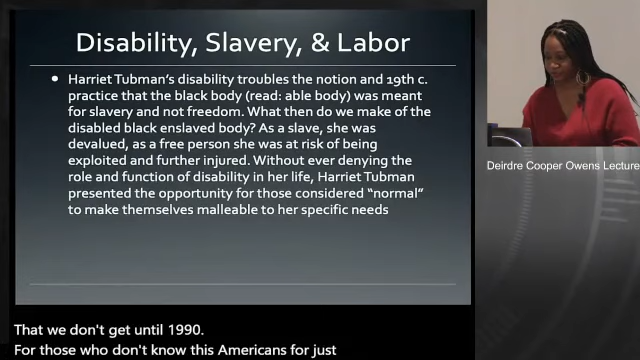 Disability, Slavery, & Labor
Harriet Tubman's disability troubles the notion and 19th c.
practice that the black body (read: able body) was meant
for slavery and not freedom. What then do we make of the
disabled black enslaved body? As a slave, she was
devalued, as a free person she was at risk of being
exploited and further injured. Without ever denying the
role and function of disability in her life, Harriet Tubman
presented the opportunity for those considered "normal"
to make themselves malleable to her specific needs
Deirdre Cooper Owens Lecture
That we don't get until 1990.
For those who don't know this Americans for just